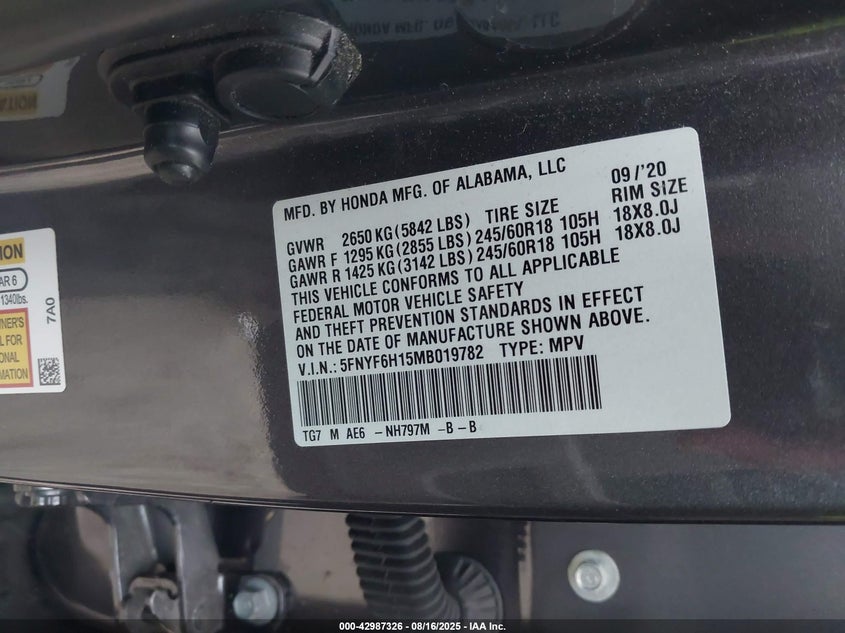 MFD. BY HONDA MFG. OF ALABAMA, LLC 09/'20
GVWR 2650 KG (5842 LBS) TIRE SIZE RIM SIZE
GAWR F 1295 KG (2855 LBS) 245/60R18 105H 18X8.0J
GAWR R 1425 KG (3142 LBS) 245/60R18 105H 18X8.0J
THIS VEHICLE CONFORMS TO ALL APPLICABLE
FEDERAL MOTOR VEHICLE SAFETY
AND THEFT PREVENTION STANDARDS IN EFFECT
ON THE DATE OF MANUFACTURE SHOWN ABOVE.
V.I.N.: 5FNYF6H15MB019782 TYPE: MPV
TG7 M AE6 -NH797M -B-B
AR 6
1340lbs.
7A0
000-42987326 - 08/16/2025 - IAA Inc.